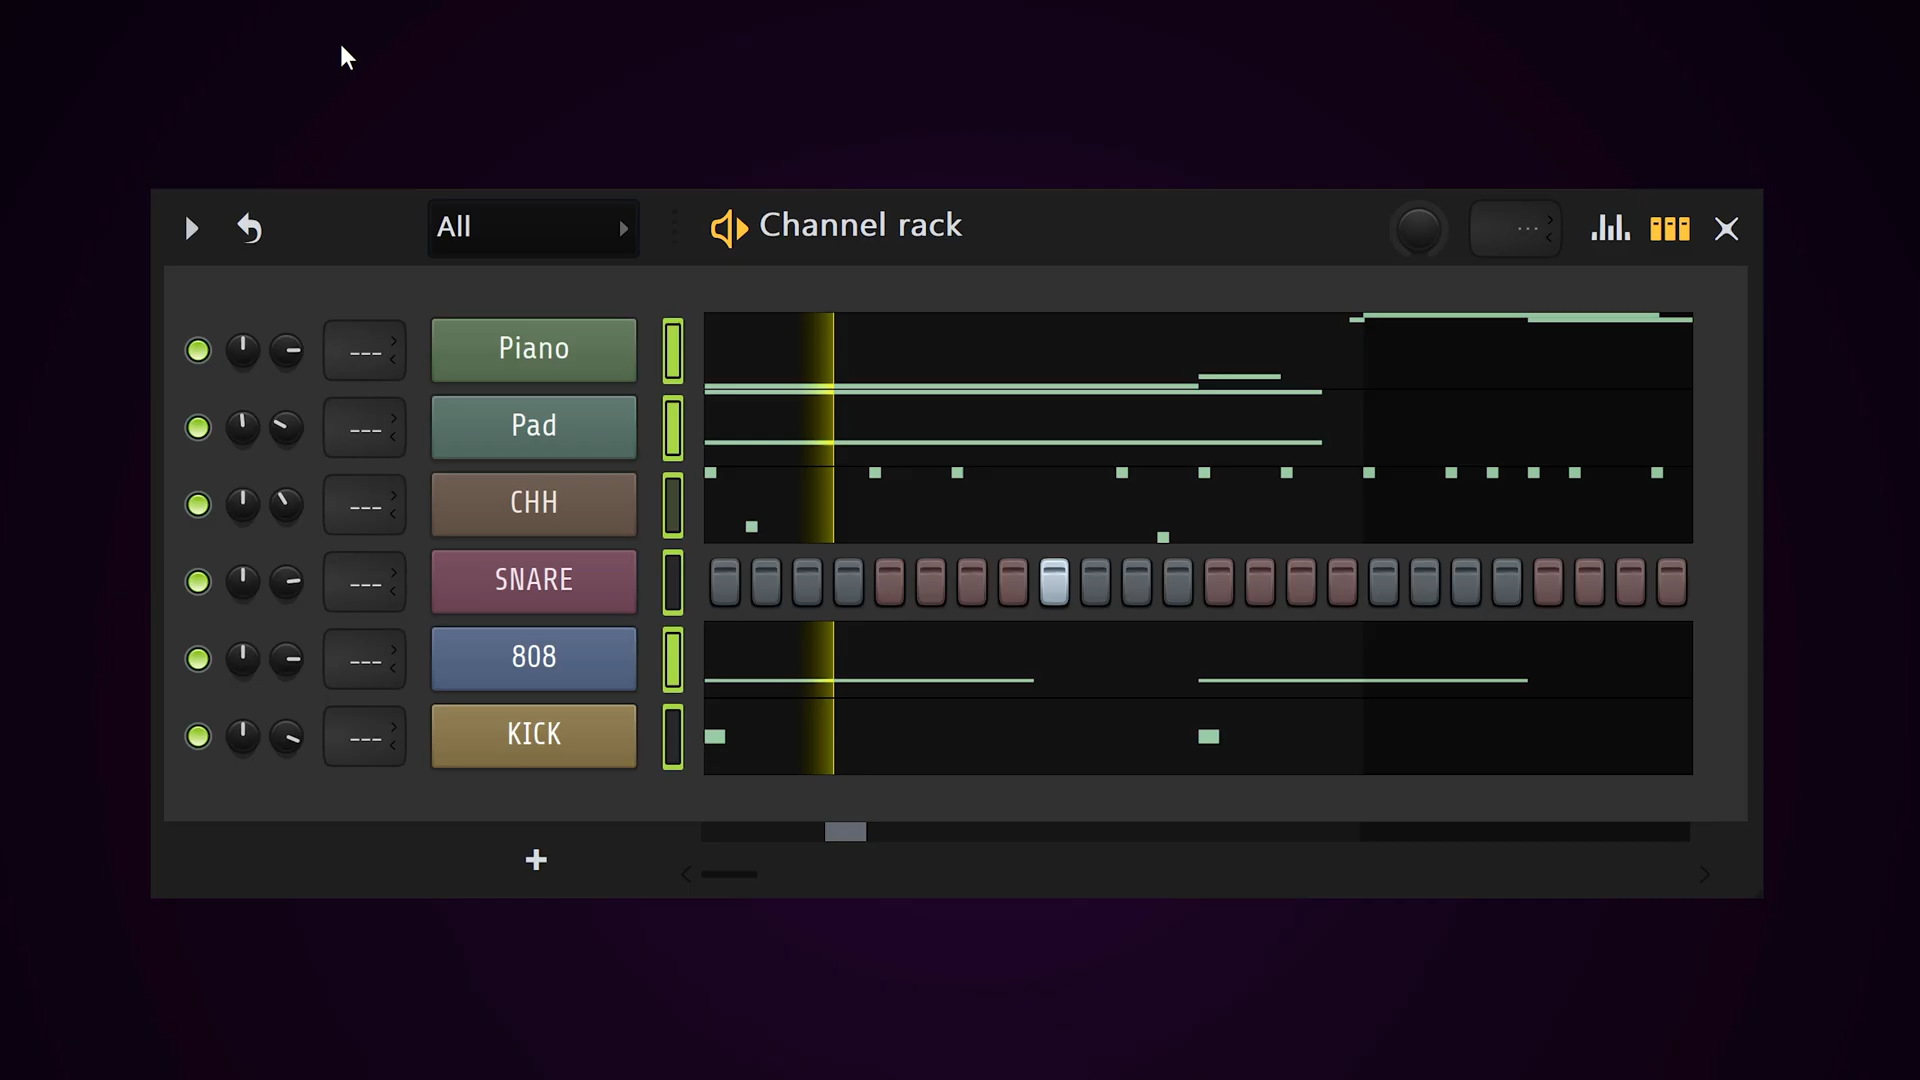 All
Channel rack
---
Piano
---
Pad
---
CHH
---
SNARE
---
808
---
KICK